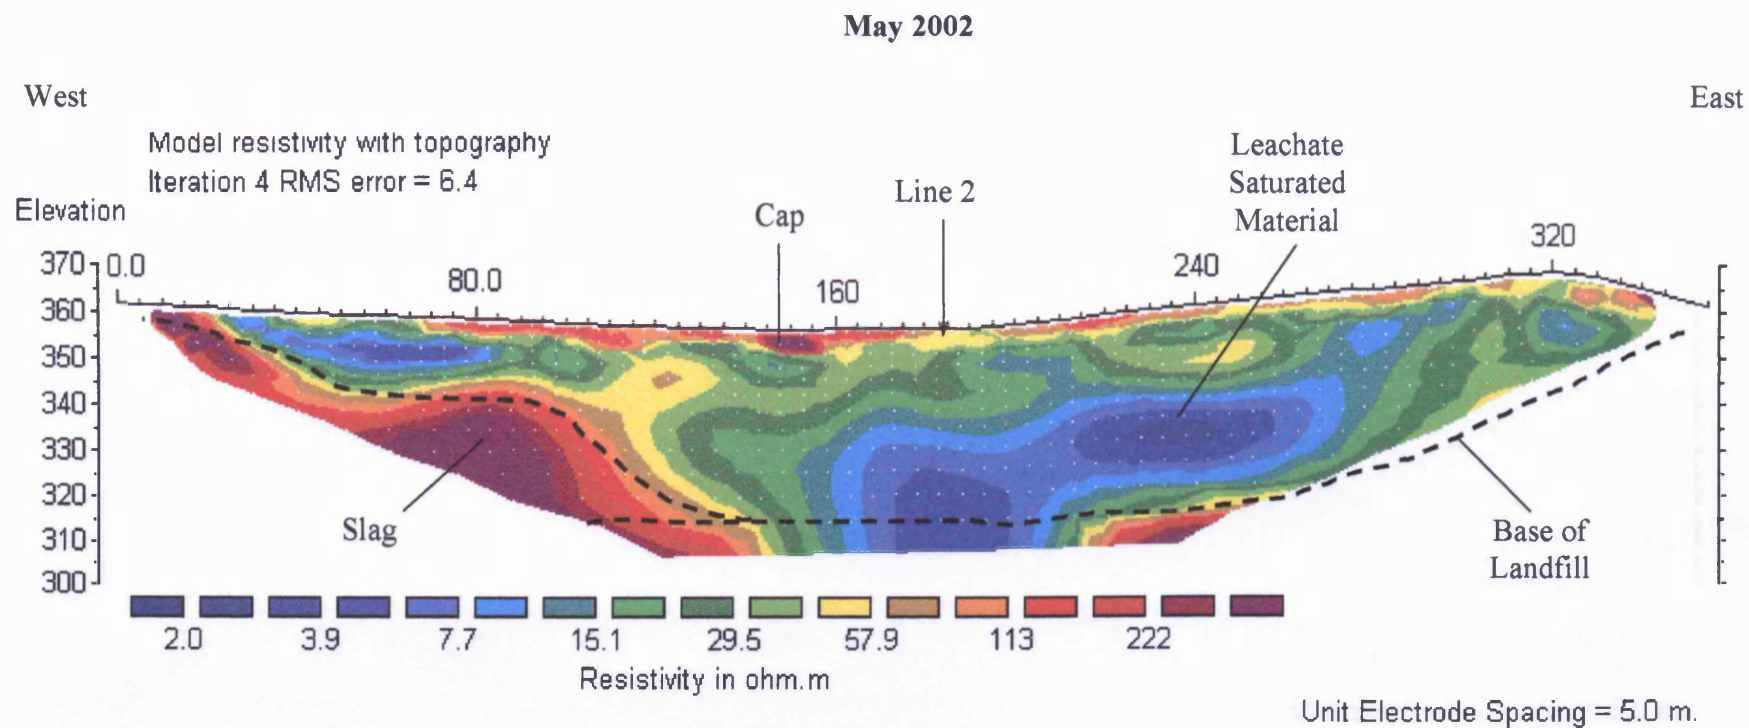 May 2002
West
East
Model resistivity with topography
Iteration 4 RMS error = 6.4
Leachate
Saturated
Material
Line 2
Cap
Elevation
370
0.0
80.0
160
240
320
360
350
340
330
320
310
300
Slag
Base of
Landfill
2.0 3.9 7.7 15.1 29.5 57.9 113 222
Resistivity in ohm.m
Unit Electrode Spacing = 5.0 m.